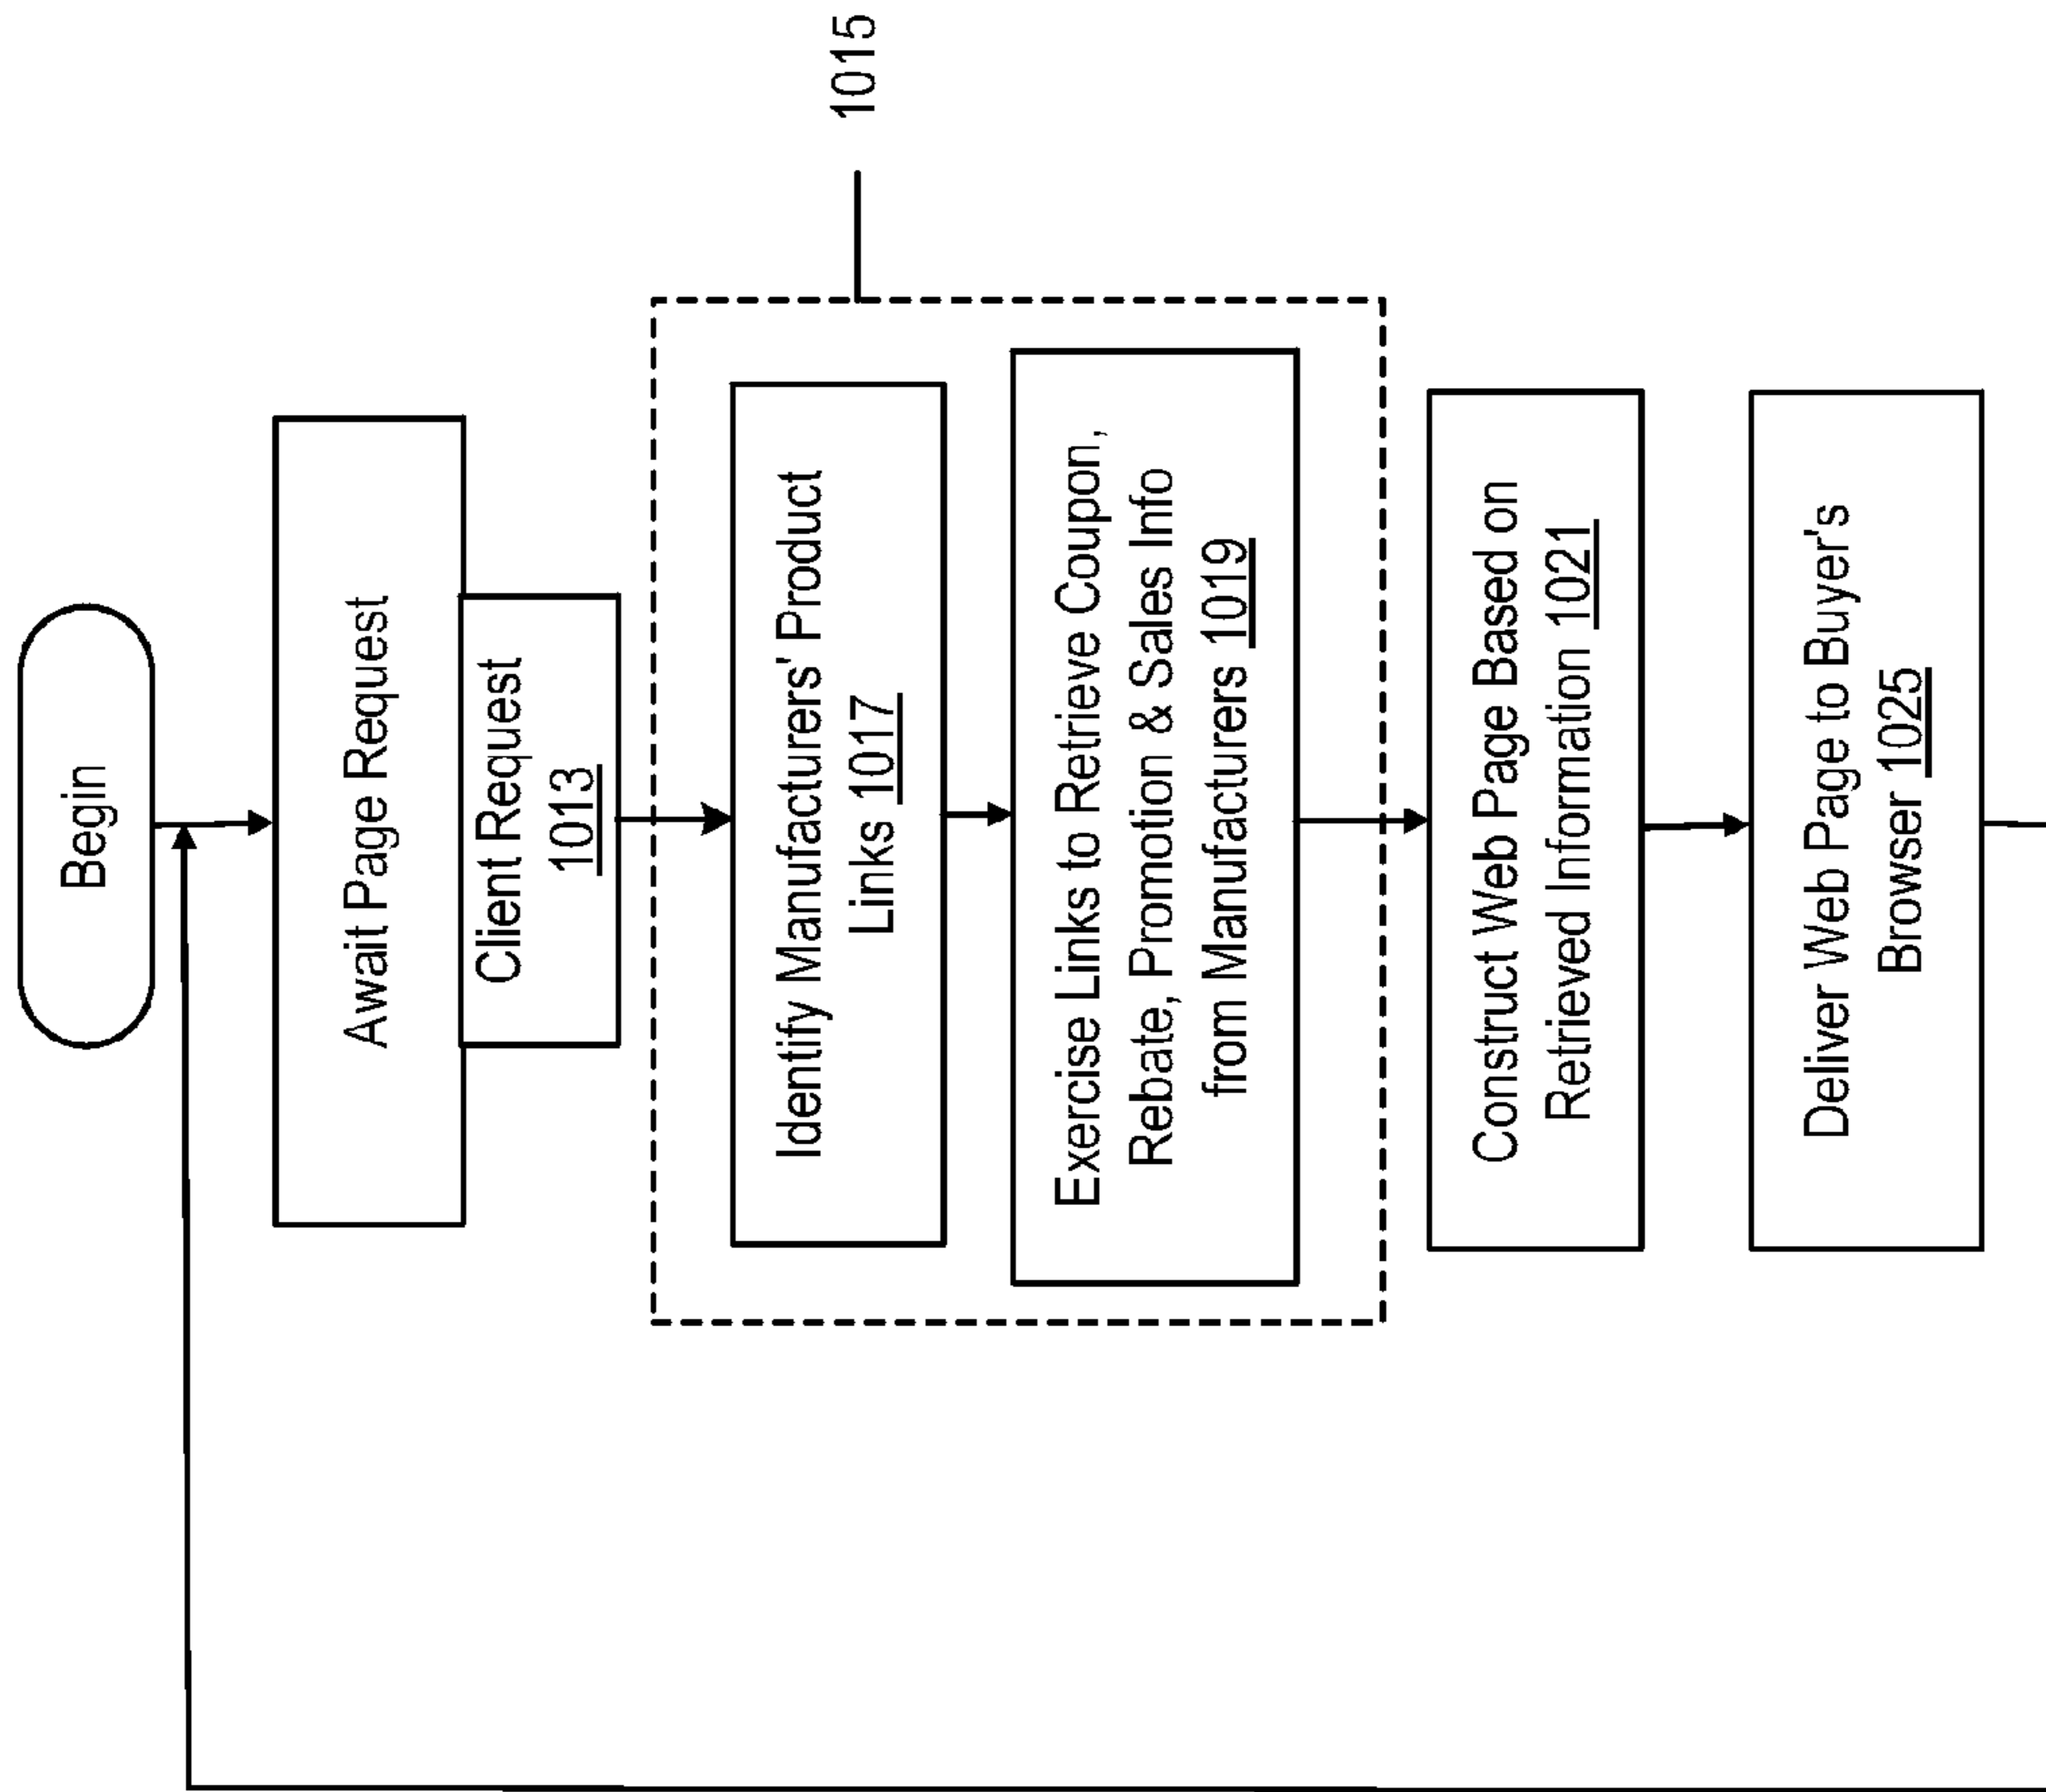 Begin
Await Page Request
Client Request
1013
1015
Identify Manufacturers' Product
Links 1017
Exercise Links to Retrieve Coupon,
Rebate, Promotion & Sales Info
from Manufacturers 1019
Construct Web Page Based on
Retrieved Information 1021
Deliver Web Page to Buyer's
Browser 1025